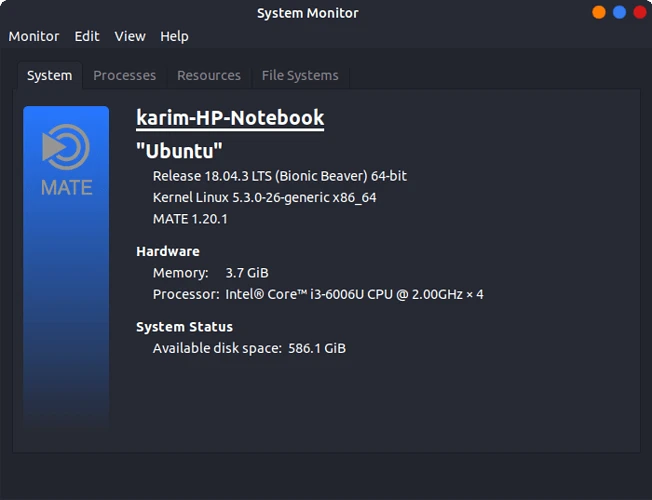 System Monitor
Monitor Edit View Help
System Processes Resources File Systems
MATE
karim-HP-Notebook
"Ubuntu"
Release 18.04.3 LTS (Bionic Beaver) 64-bit
Kernel Linux 5.3.0-26-generic x86_64
MATE 1.20.1
Hardware
Memory: 3.7 GiB
Processor: Intel® Core™ i3-6006U CPU @ 2.00GHz × 4
System Status
Available disk space: 586.1 GiB